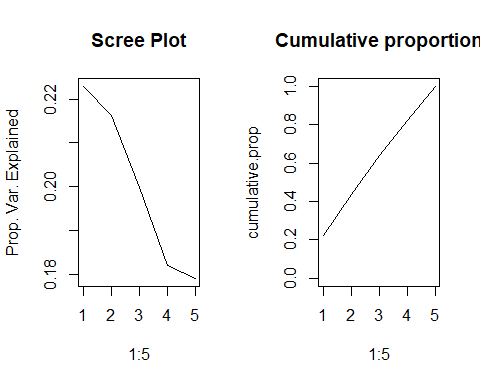 Scree Plot
Prop. Var. Explained
0.18
0.20
0.22
1 2 3 4 5
1:5
Cumulative proportion
cumulative.prop
0.0
0.2
0.4
0.6
0.8
1.0
1 2 3 4 5
1:5